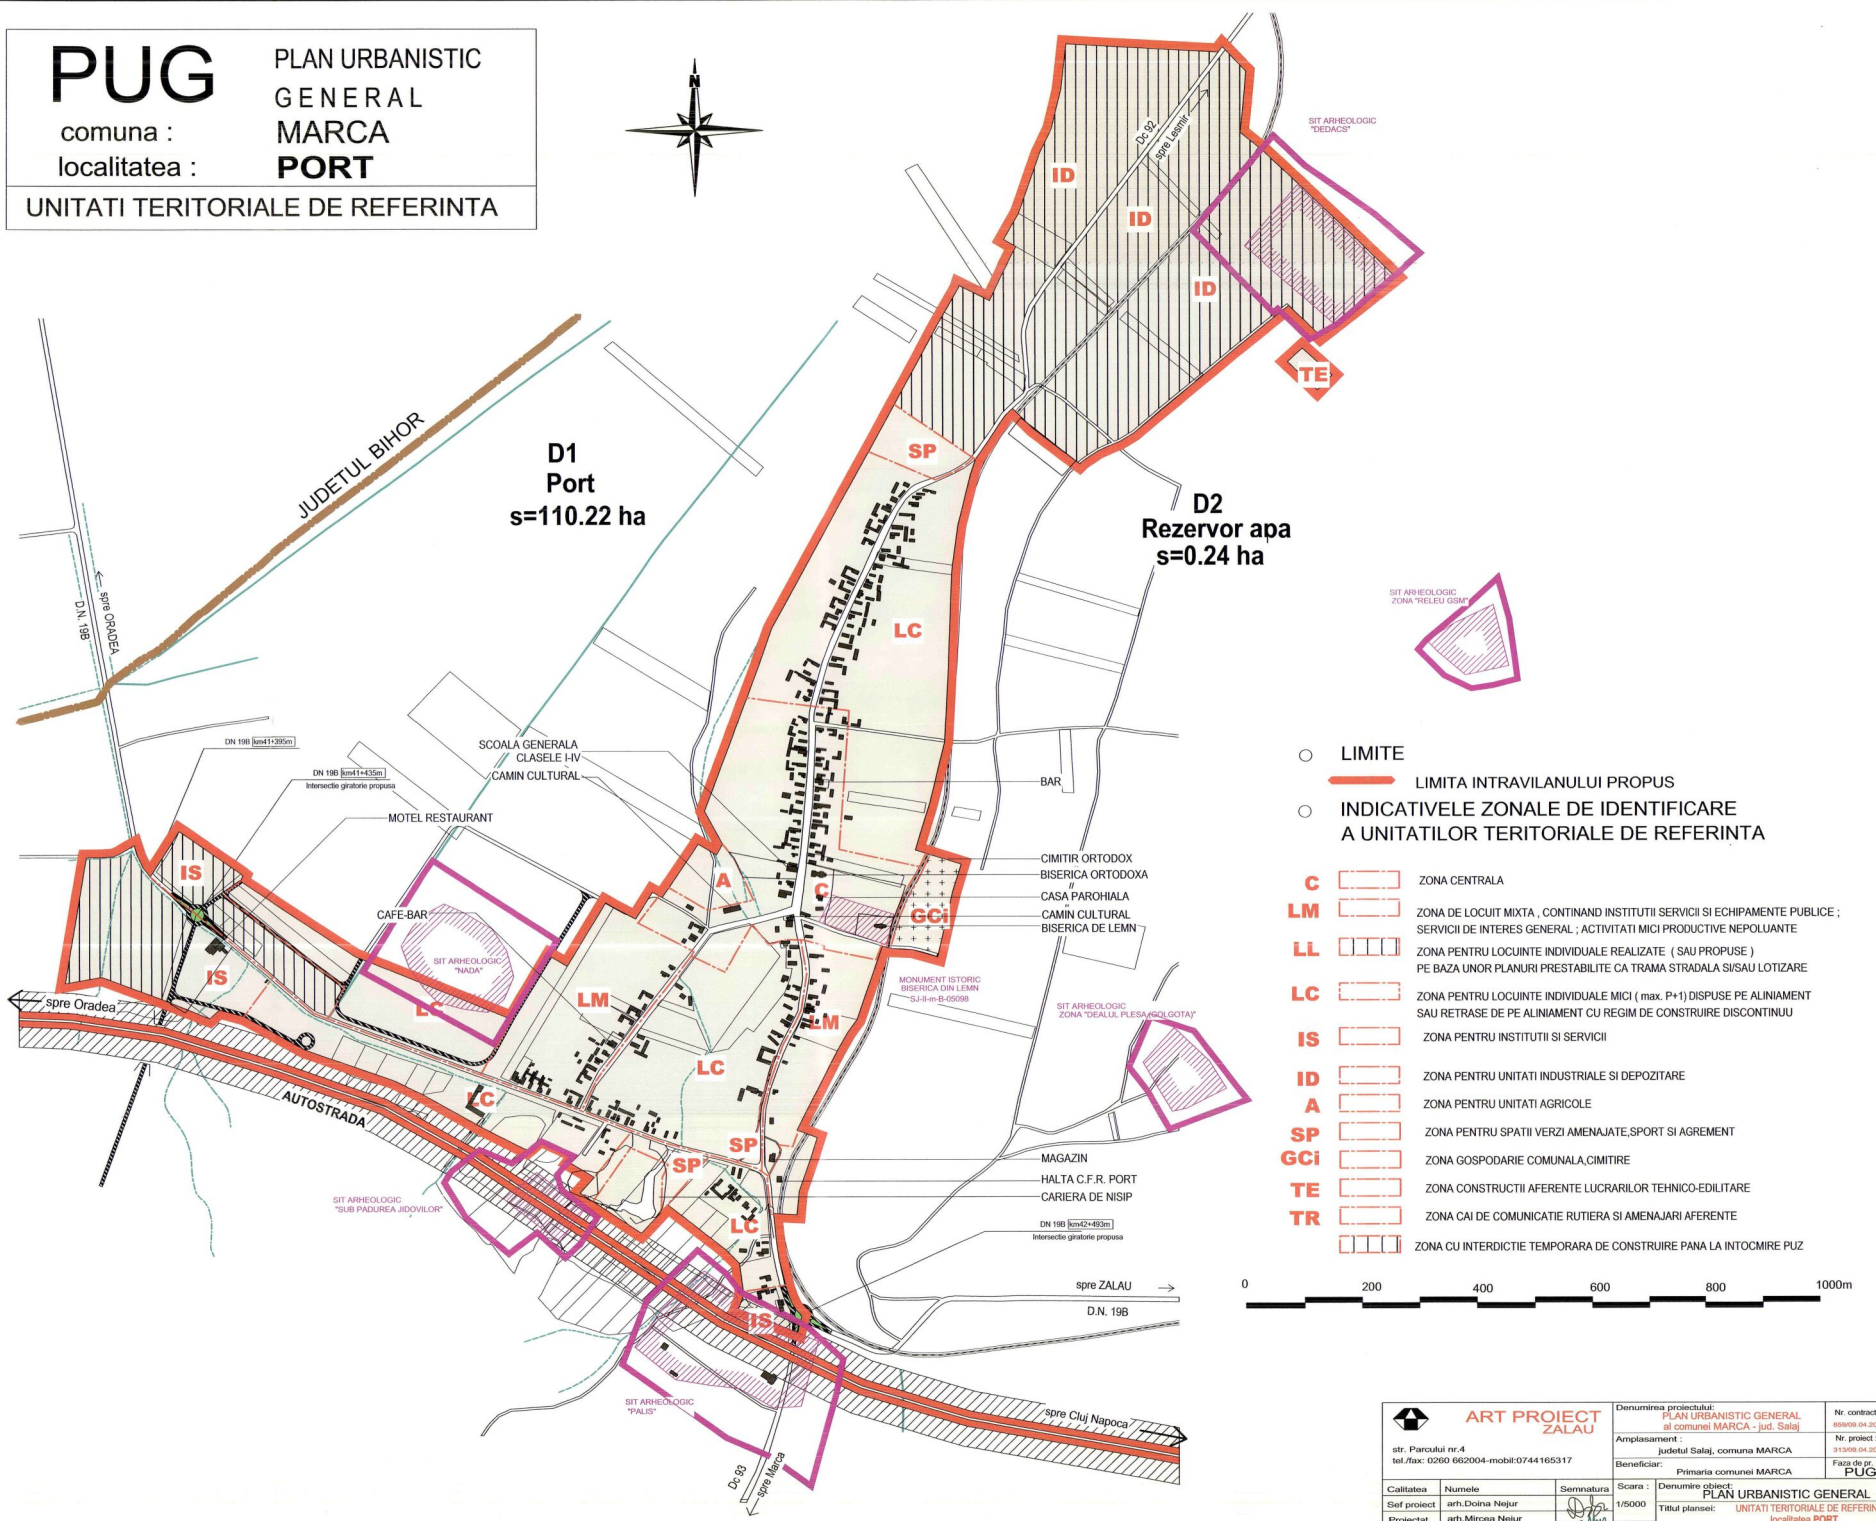 PUG
PLAN URBANISTIC
GENERAL
comuna :
MARCA
localitatea :
PORT
UNITATI TERITORIALE DE REFERINTA
N
SIT ARHEOLOGIC
"DEDACS"
Dc 92
spre Lesmir
ID
ID
ID
TE
JUDETUL BIHOR
D1
Port
s=110.22 ha
SP
D2
Rezervor apa
s=0.24 ha
D.N. 19B
spre ORADEA
SIT ARHEOLOGIC
ZONA "RELEU GSM"
LC
DN 19B km41+395m
DN 19B km41+435m
Intersectie giratorie propusa
SCOALA GENERALA
CLASELE I-IV
CAMIN CULTURAL
MOTEL RESTAURANT
BAR
CIMITIR ORTODOX
BISERICA ORTODOXA
"
CASA PAROHIALA
CAMIN CULTURAL
BISERICA DE LEMN
IS
A
C
GCi
CAFE-BAR
SIT ARHEOLOGIC
"NADA"
IS
LC
LM
LM
MONUMENT ISTORIC
BISERICA DIN LEMN
SJ-II-m-B-05098
SIT ARHEOLOGIC
ZONA "DEALUL PLESA (GOLGOTA)"
spre Oradea
AUTOSTRADA
LC
LC
SP
SP
LC
MAGAZIN
HALTA C.F.R. PORT
CARIERA DE NISIP
DN 19B km42+493m
Intersectie giratorie propusa
SIT ARHEOLOGIC
"SUB PADUREA JIDOVILOR"
spre ZALAU
D.N. 19B
IS
SIT ARHEOLOGIC
"PALIS"
spre Cluj Napoca
Dc 93
spre Marca
LIMITE
LIMITA INTRAVILANULUI PROPUS
INDICATIVELE ZONALE DE IDENTIFICARE
A UNITATILOR TERITORIALE DE REFERINTA
C ZONA CENTRALA
LM ZONA DE LOCUIT MIXTA , CONTINAND INSTITUTII SERVICII SI ECHIPAMENTE PUBLICE ;
SERVICII DE INTERES GENERAL ; ACTIVITATI MICI PRODUCTIVE NEPOLUANTE
LL ZONA PENTRU LOCUINTE INDIVIDUALE REALIZATE ( SAU PROPUSE )
PE BAZA UNOR PLANURI PRESTABILITE CA TRAMA STRADALA SI/SAU LOTIZARE
LC ZONA PENTRU LOCUINTE INDIVIDUALE MICI ( max. P+1) DISPUSE PE ALINIAMENT
SAU RETRASE DE PE ALINIAMENT CU REGIM DE CONSTRUIRE DISCONTINUU
IS ZONA PENTRU INSTITUTII SI SERVICII
ID ZONA PENTRU UNITATI INDUSTRIALE SI DEPOZITARE
A ZONA PENTRU UNITATI AGRICOLE
SP ZONA PENTRU SPATII VERZI AMENAJATE,SPORT SI AGREMENT
GCi ZONA GOSPODARIE COMUNALA,CIMITIRE
TE ZONA CONSTRUCTII AFERENTE LUCRARILOR TEHNICO-EDILITARE
TR ZONA CAI DE COMUNICATIE RUTIERA SI AMENAJARI AFERENTE
ZONA CU INTERDICTIE TEMPORARA DE CONSTRUIRE PANA LA INTOCMIRE PUZ
0 200 400 600 800 1000m
ART PROIECT
ZALAU
str. Parcului nr.4
tel./fax: 0260 662004-mobil:0744165317
Denumirea proiectului:
PLAN URBANISTIC GENERAL
al comunei MARCA - jud. Salaj
Nr. contract
Amplasament :
judetul Salaj, comuna MARCA
Nr. proiect :
Beneficiar:
Primaria comunei MARCA
Faza de pr.
PUG
Calitatea Numele Semnatura
Scara :
1/5000
Denumire obiect:
PLAN URBANISTIC GENERAL
Sef proiect arh.Doina Nejur
Titlul plansei: UNITATI TERITORIALE DE
localitatea PORT
Proiectat arh.Mircea Nejur